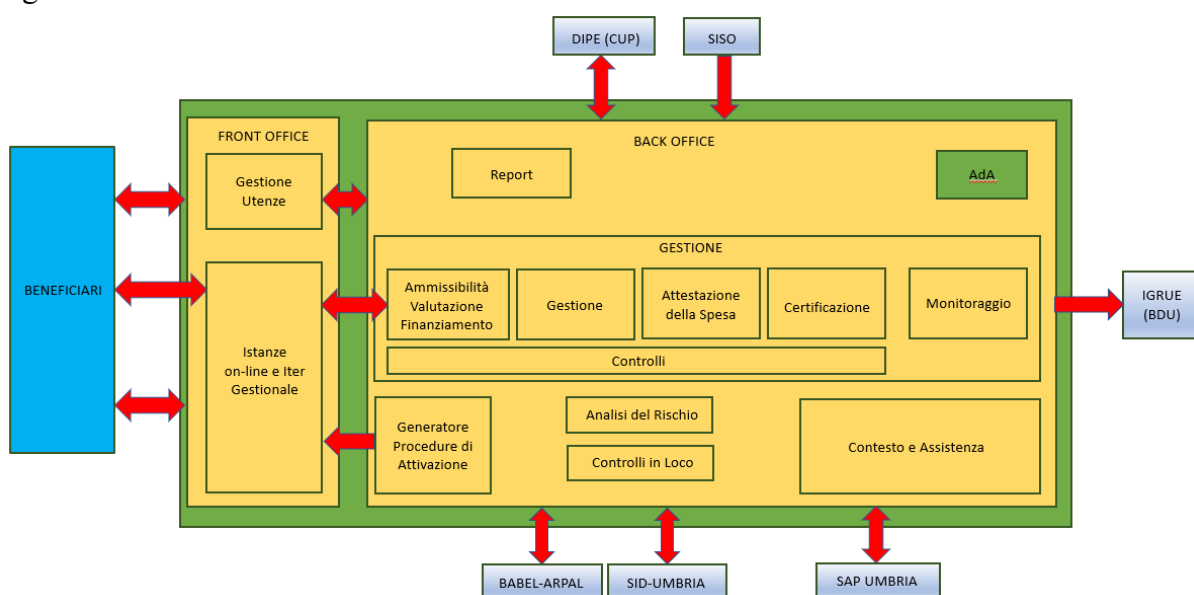 DIPE (CUP)
SISO
FRONT OFFICE
BACK OFFICE
Gestione
Utenze
Report
AdA
GESTIONE
BENEFICIARI
Ammissibilità
Valutazione
Finanziamento
Gestione
Attestazione
della Spesa
Certificazione
Monitoraggio
IGRUE
(BDU)
Controlli
Istanze
on-line e Iter
Gestionale
Generatore
Procedure di
Attivazione
Analisi del Rischio
Controlli in Loco
Contesto e Assistenza
BABEL-ARPAL
SID-UMBRIA
SAP UMBRIA